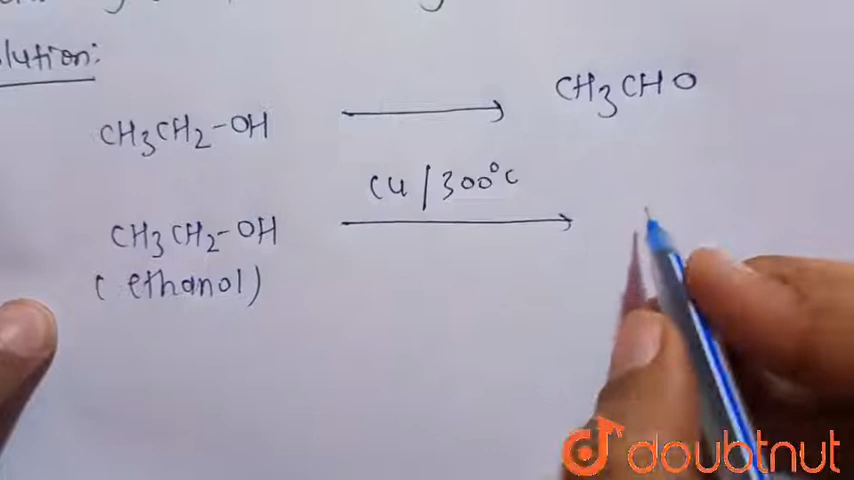 lution:
CH3CH2-OH ⟶ CH3CHO
Cu/300°C
CH3CH2-OH ⟶
(ethanol)
doubtnut